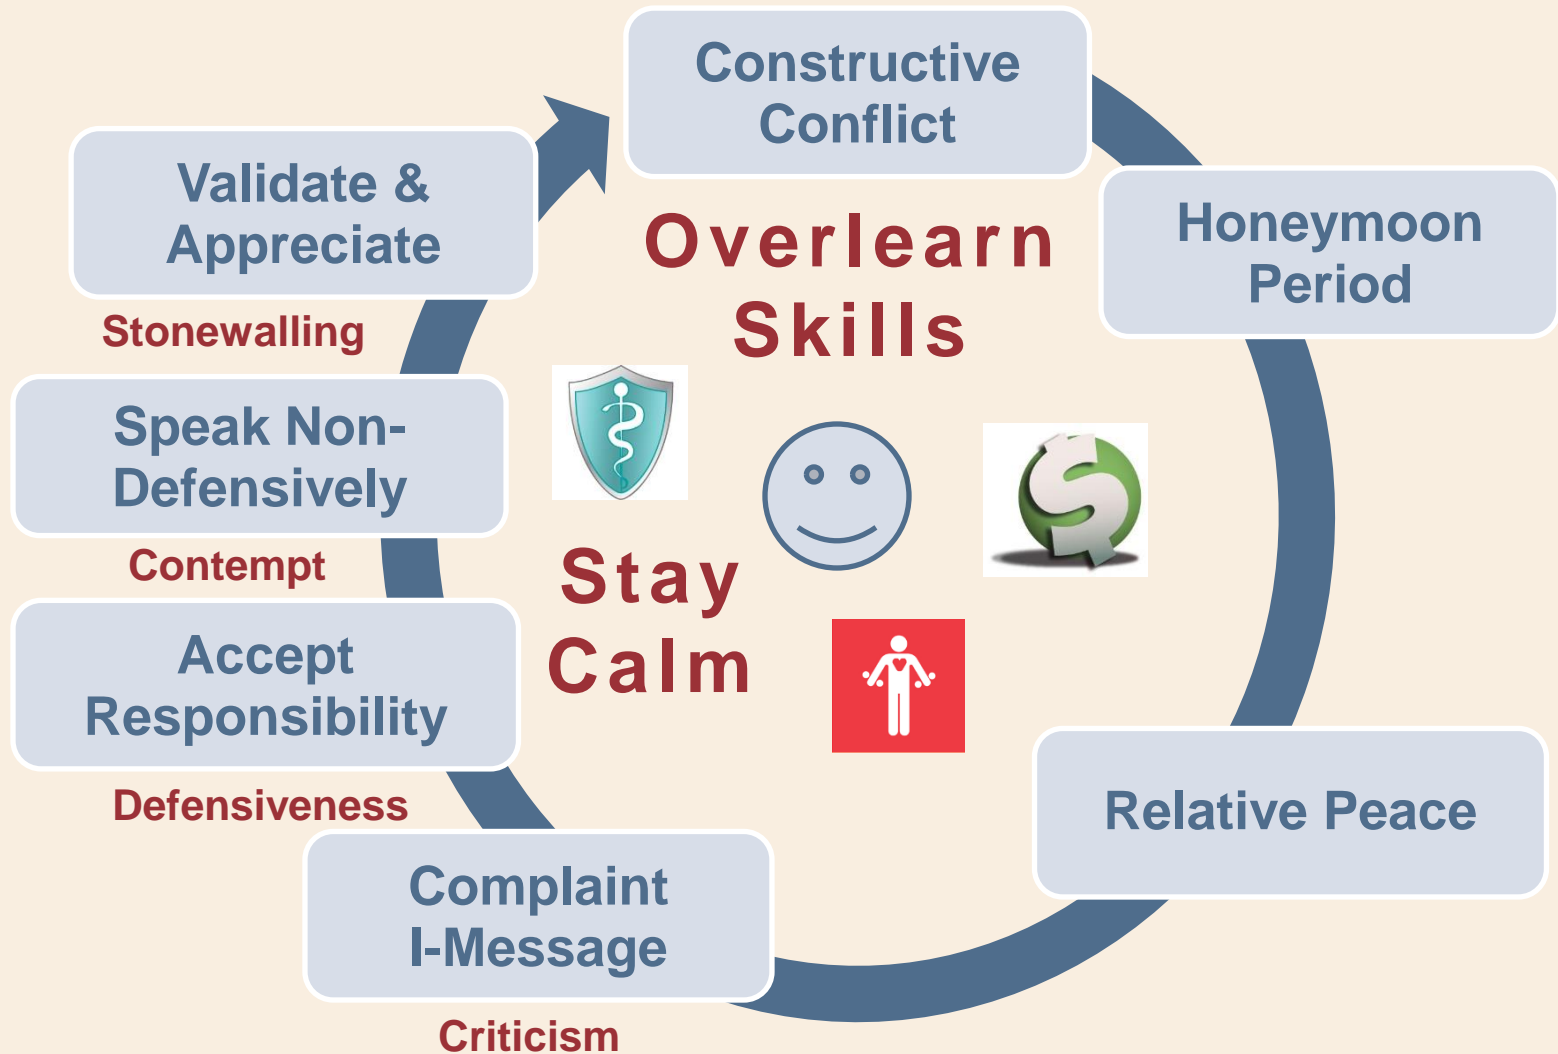 Constructive
Conflict
Honeymoon
Period
Relative Peace
Complaint
I-Message
Criticism
Accept
Responsibility
Defensiveness
Speak Non-
Defensively
Contempt
Validate &
Appreciate
Stonewalling
Overlearn
Skills
Stay
Calm